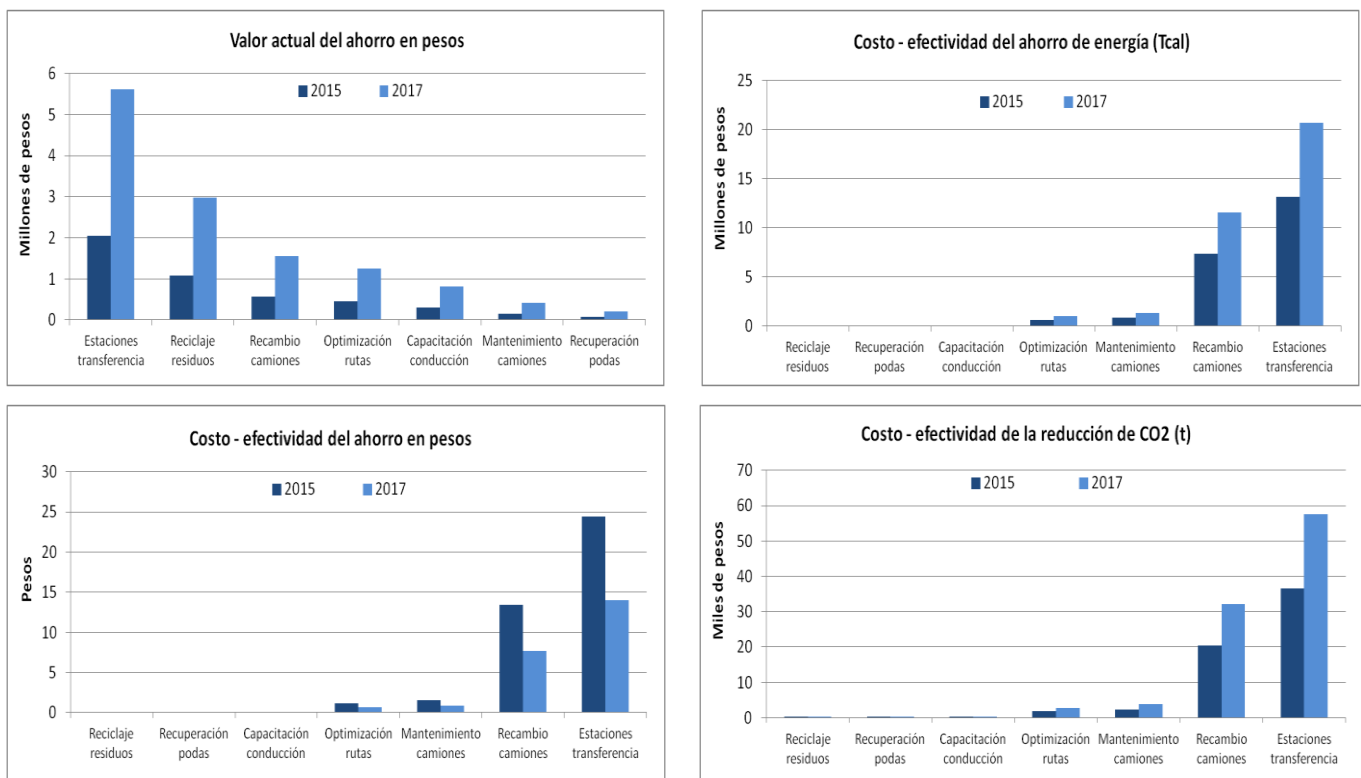 Valor actual del ahorro en pesos
2015 2017
Millones de pesos
6
5
4
3
2
1
0
Estaciones transferencia
Reciclaje residuos
Recambio camiones
Optimización rutas
Capacitación conducción
Mantenimiento camiones
Recuperación podas
Costo - efectividad del ahorro de energía (Tcal)
2015 2017
Millones de pesos
25
20
15
10
5
0
Reciclaje residuos
Recuperación podas
Capacitación conducción
Optimización rutas
Mantenimiento camiones
Recambio camiones
Estaciones transferencia
Costo - efectividad del ahorro en pesos
2015 2017
Pesos
30
25
20
15
10
5
0
Reciclaje residuos
Recuperación podas
Capacitación conducción
Optimización rutas
Mantenimiento camiones
Recambio camiones
Estaciones transferencia
Costo - efectividad de la reducción de CO2 (t)
2015 2017
Miles de pesos
70
60
50
40
30
20
10
0
Reciclaje residuos
Recuperación podas
Capacitación conducción
Optimización rutas
Mantenimiento camiones
Recambio camiones
Estaciones transferencia